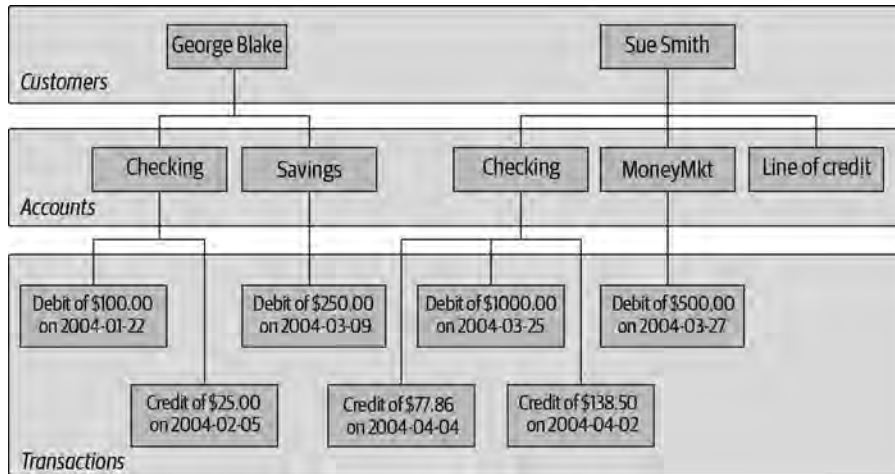 George Blake
Sue Smith
Customers
Checking
Savings
Checking
MoneyMkt
Line of credit
Accounts
Debit of $100.00
on 2004-01-22
Debit of $250.00
on 2004-03-09
Debit of $1000.00
on 2004-03-25
Debit of $500.00
on 2004-03-27
Credit of $25.00
on 2004-02-05
Credit of $77.86
on 2004-04-04
Credit of $138.50
on 2004-04-02
Transactions